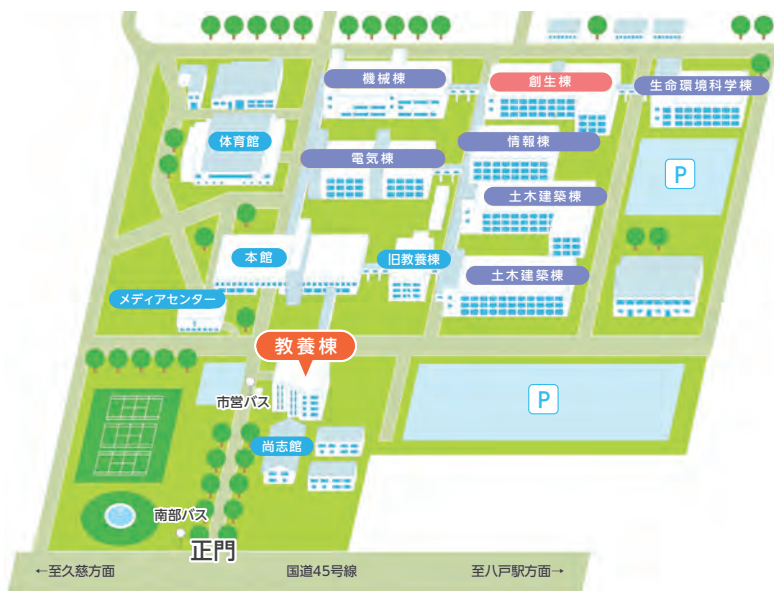 機械棟
創生棟
生命環境科学棟
体育館
電気棟
情報棟
P
土木建築棟
本館
旧教養棟
土木建築棟
メディアセンター
教養棟
市営バス
P
尚志館
南部バス
正門
←至久慈方面
国道45号線
至八戸駅方面→